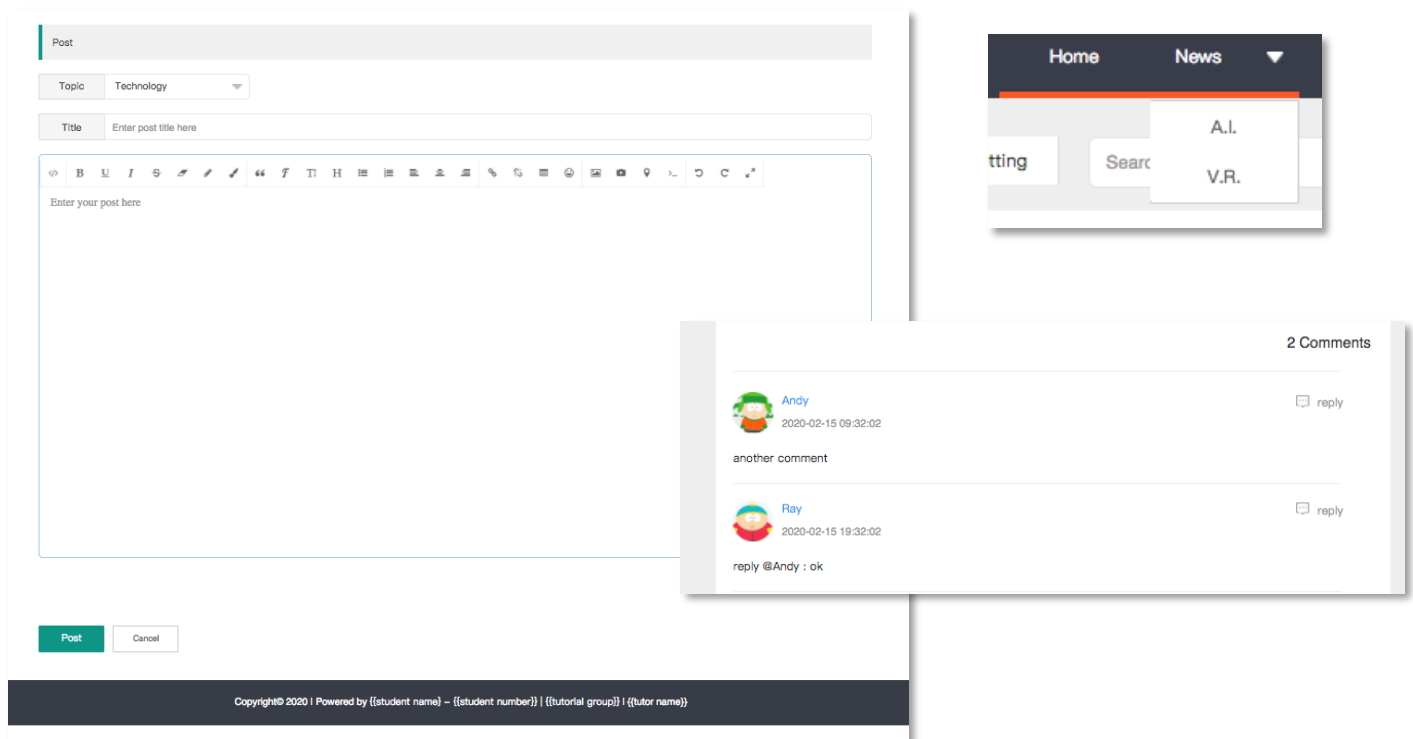 Post
Topic Technology
Title Enter post title here
B U I S T TI H
Enter your post here
Post Cancel
Copyright© 2020 | Powered by {{student name} – {{student number}} | {{tutorial group}} | {{tutor name}}
Home News
A.I.
tting Searc
V.R.
2 Comments
Andy
reply
2020-02-15 09:32:02
another comment
Ray
reply
2020-02-15 19:32:02
reply @Andy : ok